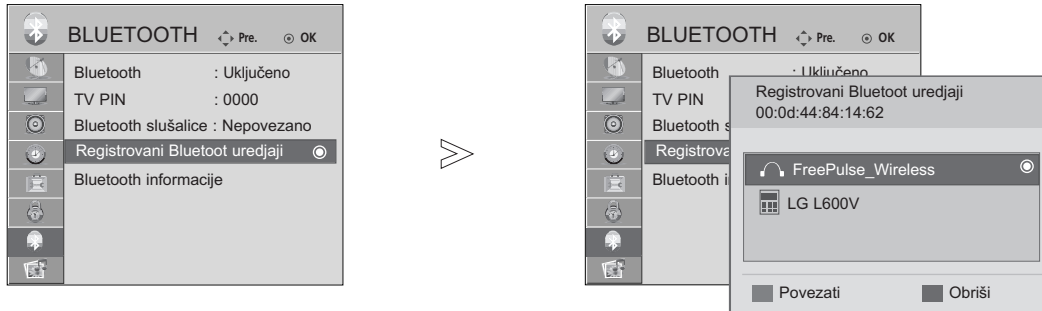 BLUETOOTH Pre. OK
Bluetooth : Uključeno
TV PIN : 0000
Bluetooth slušalice : Nepovezano
Registrovani Bluetoot uredjaji
Bluetooth informacije
BLUETOOTH Pre. OK
Bluetooth : Uključeno
TV PIN
Bluetooth s
Registrova
Bluetooth i
Registrovani Bluetoot uredjaji
00:0d:44:84:14:62
FreePulse_Wireless
LG L600V
Povezati Obriši